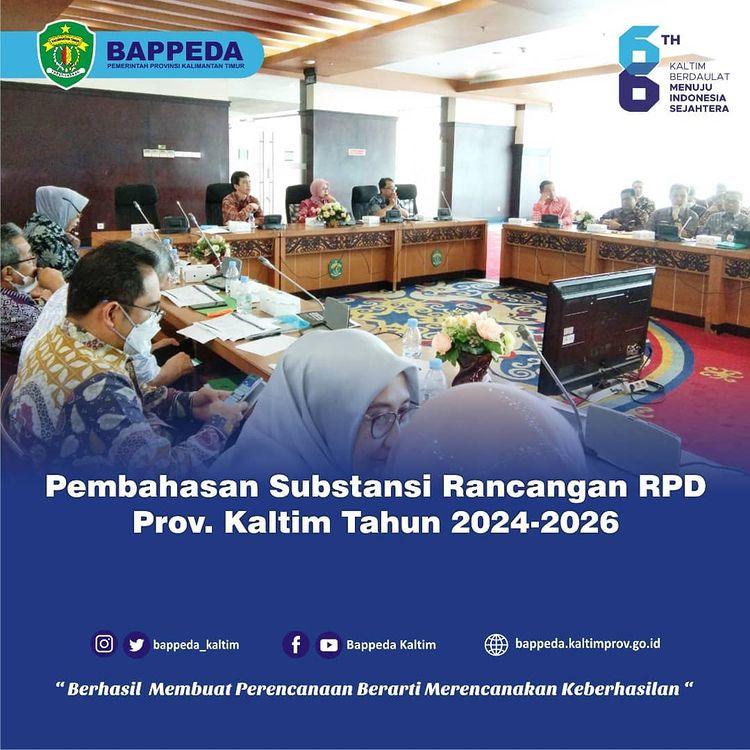 BAPPEDA
PEMERINTAH PROVINSI KALIMANTAN TIMUR
66TH
KALTIM
BERDAULAT
MENUJU
INDONESIA
SEJAHTERA
Pembahasan Substansi Rancangan RPD
Prov. Kaltim Tahun 2024-2026
bappeda_kaltim
Bappeda Kaltim
bappeda.kaltimprov.go.id
“ Berhasil Membuat Perencanaan Berarti Merencanakan Keberhasilan “